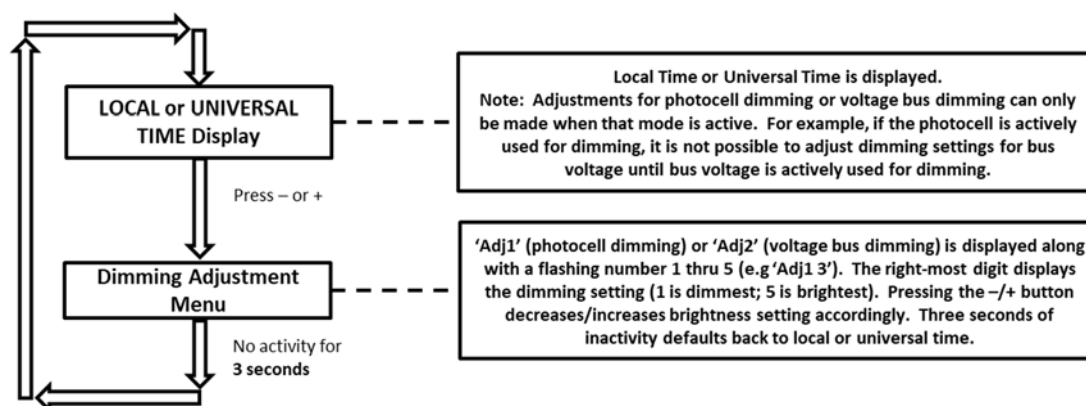 LOCAL or UNIVERSAL
TIME Display
Local Time or Universal Time is displayed.
Note: Adjustments for photocell dimming or voltage bus dimming can only
be made when that mode is active. For example, if the photocell is actively
used for dimming, it is not possible to adjust dimming settings for bus
voltage until bus voltage is actively used for dimming.
Press – or +
Dimming Adjustment
Menu
'Adj1' (photocell dimming) or 'Adj2' (voltage bus dimming) is displayed along
with a flashing number 1 thru 5 (e.g 'Adj1 3'). The right-most digit displays
the dimming setting (1 is dimmest; 5 is brightest). Pressing the –/+ button
decreases/increases brightness setting accordingly. Three seconds of
inactivity defaults back to local or universal time.
No activity for
3 seconds